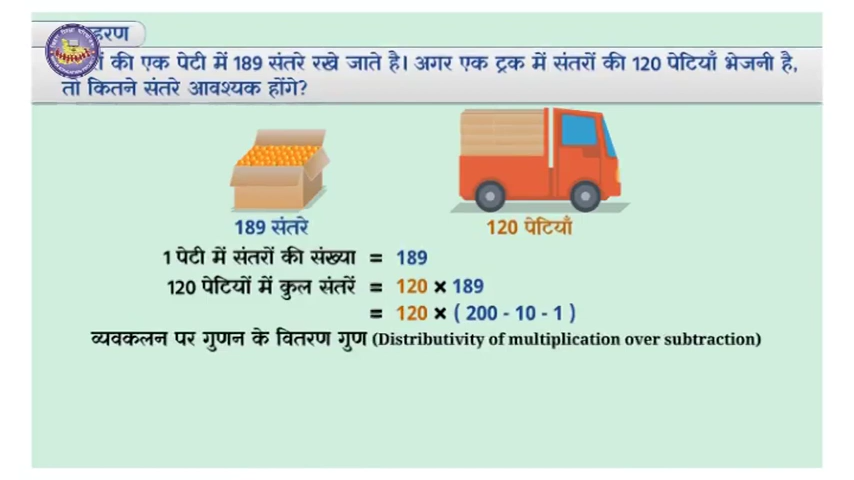 हरण
की एक पेटी में 189 संतरे रखे जाते है। अगर एक ट्रक में संतरों की 120 पेटियाँ भेजनी है,
तो कितने संतरे आवश्यक होंगे?
189 संतरे
120 पेटियाँ
1 पेटी में संतरों की संख्या = 189
120 पेटियों में कुल संतरें = 120 × 189
= 120 × ( 200 - 10 - 1 )
व्यवकलन पर गुणन के वितरण गुण (Distributivity of multiplication over subtraction)